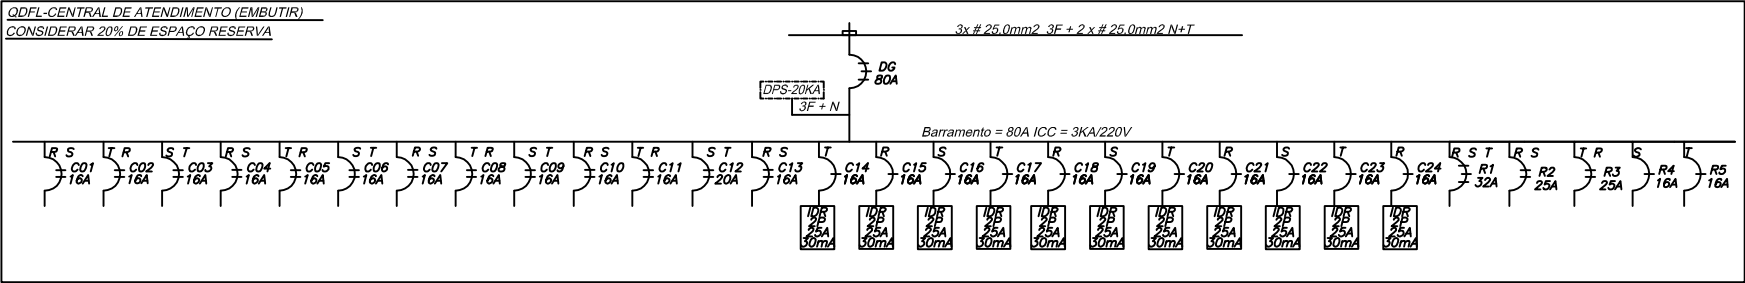 QDFL-CENTRAL DE ATENDIMENTO (EMBUTIR)
CONSIDERAR 20% DE ESPAÇO RESERVA
3x # 25.0mm2 3F + 2 x # 25.0mm2 N+T
DG
80A
DPS-20KA
3F + N
Barramento = 80A ICC = 3KA/220V
R S
C01
16A
T R
C02
16A
S T
C03
16A
R S
C04
16A
T R
C05
16A
S T
C06
16A
R S
C07
16A
T R
C08
16A
S T
C09
16A
R S
C10
16A
T R
C11
16A
S T
C12
20A
R S
C13
16A
T
C14
16A
IDR
2P
25A
30mA
R
C15
16A
IDR
2P
25A
30mA
S
C16
16A
IDR
2P
25A
30mA
T
C17
16A
IDR
2P
25A
30mA
R
C18
16A
IDR
2P
25A
30mA
S
C19
16A
IDR
2P
25A
30mA
T
C20
16A
IDR
2P
25A
30mA
R
C21
16A
IDR
2P
25A
30mA
S
C22
16A
IDR
2P
25A
30mA
T
C23
16A
IDR
2P
25A
30mA
R
C24
16A
IDR
2P
25A
30mA
R S T
R1
32A
R S
R2
25A
T R
R3
25A
S
R4
16A
T
R5
16A